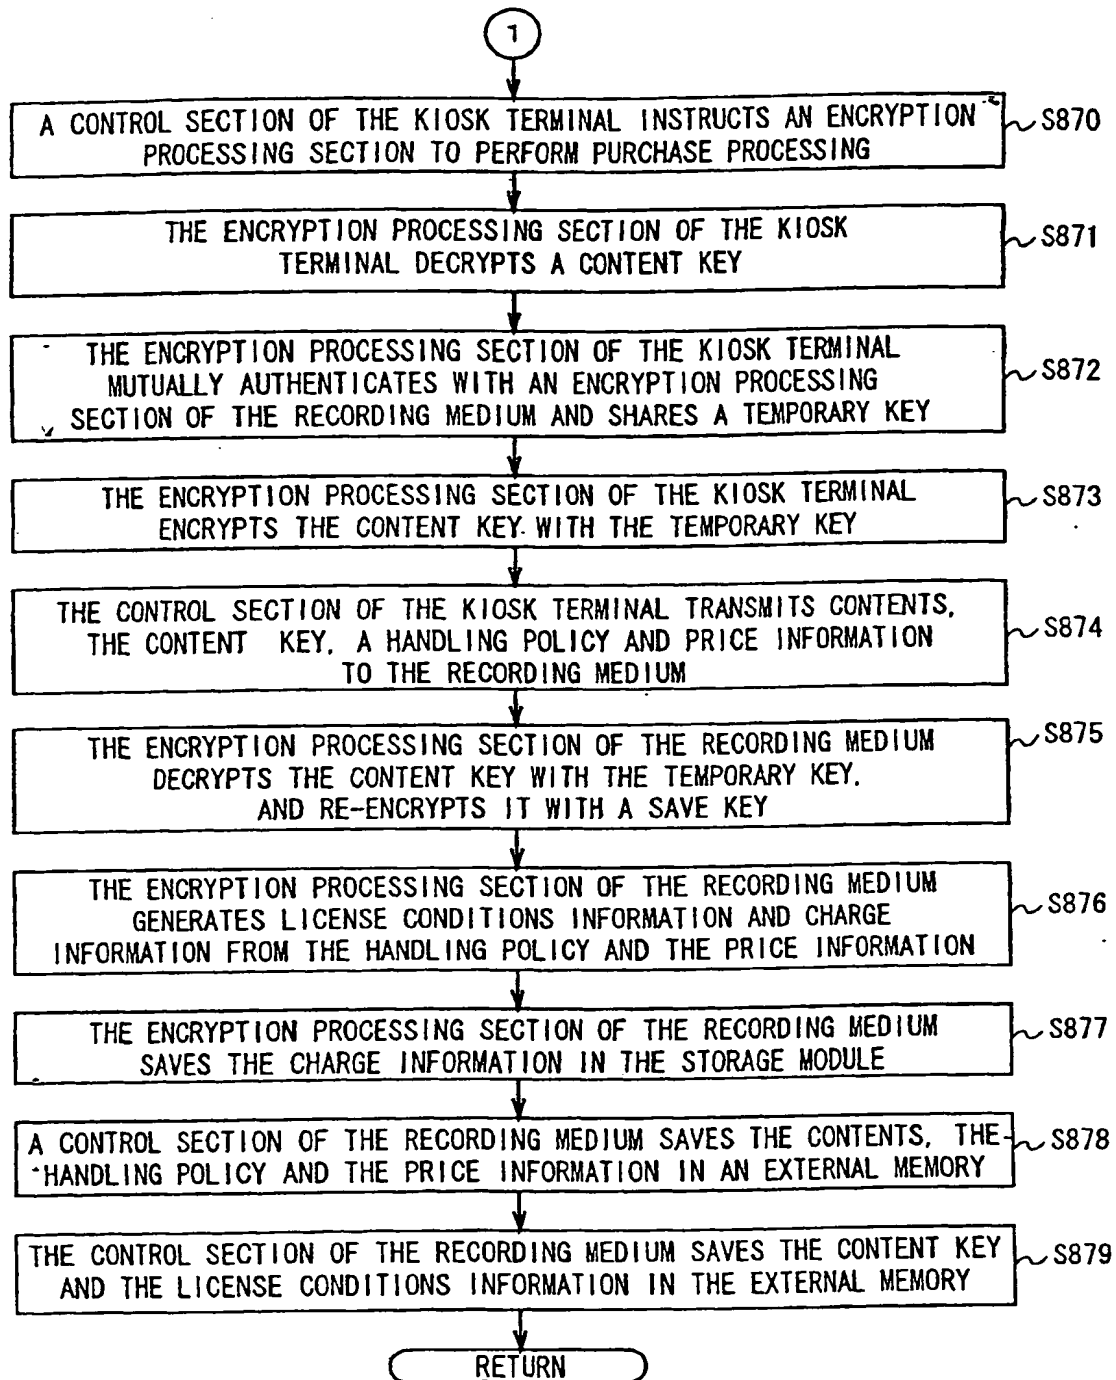 1
A CONTROL SECTION OF THE KIOSK TERMINAL INSTRUCTS AN ENCRYPTION
PROCESSING SECTION TO PERFORM PURCHASE PROCESSING
S870
THE ENCRYPTION PROCESSING SECTION OF THE KIOSK
TERMINAL DECRYPTS A CONTENT KEY
S871
THE ENCRYPTION PROCESSING SECTION OF THE KIOSK TERMINAL
MUTUALLY AUTHENTICATES WITH AN ENCRYPTION PROCESSING
SECTION OF THE RECORDING MEDIUM AND SHARES A TEMPORARY KEY
S872
THE ENCRYPTION PROCESSING SECTION OF THE KIOSK TERMINAL
ENCRYPTS THE CONTENT KEY WITH THE TEMPORARY KEY
S873
THE CONTROL SECTION OF THE KIOSK TERMINAL TRANSMITS CONTENTS,
THE CONTENT KEY, A HANDLING POLICY AND PRICE INFORMATION
TO THE RECORDING MEDIUM
S874
THE ENCRYPTION PROCESSING SECTION OF THE RECORDING MEDIUM
DECRYPTS THE CONTENT KEY WITH THE TEMPORARY KEY,
AND RE-ENCRYPTS IT WITH A SAVE KEY
S875
THE ENCRYPTION PROCESSING SECTION OF THE RECORDING MEDIUM
GENERATES LICENSE CONDITIONS INFORMATION AND CHARGE
INFORMATION FROM THE HANDLING POLICY AND THE PRICE INFORMATION
S876
THE ENCRYPTION PROCESSING SECTION OF THE RECORDING MEDIUM
SAVES THE CHARGE INFORMATION IN THE STORAGE MODULE
S877
A CONTROL SECTION OF THE RECORDING MEDIUM SAVES THE CONTENTS, THE
HANDLING POLICY AND THE PRICE INFORMATION IN AN EXTERNAL MEMORY
S878
THE CONTROL SECTION OF THE RECORDING MEDIUM SAVES THE CONTENT KEY
AND THE LICENSE CONDITIONS INFORMATION IN THE EXTERNAL MEMORY
S879
RETURN